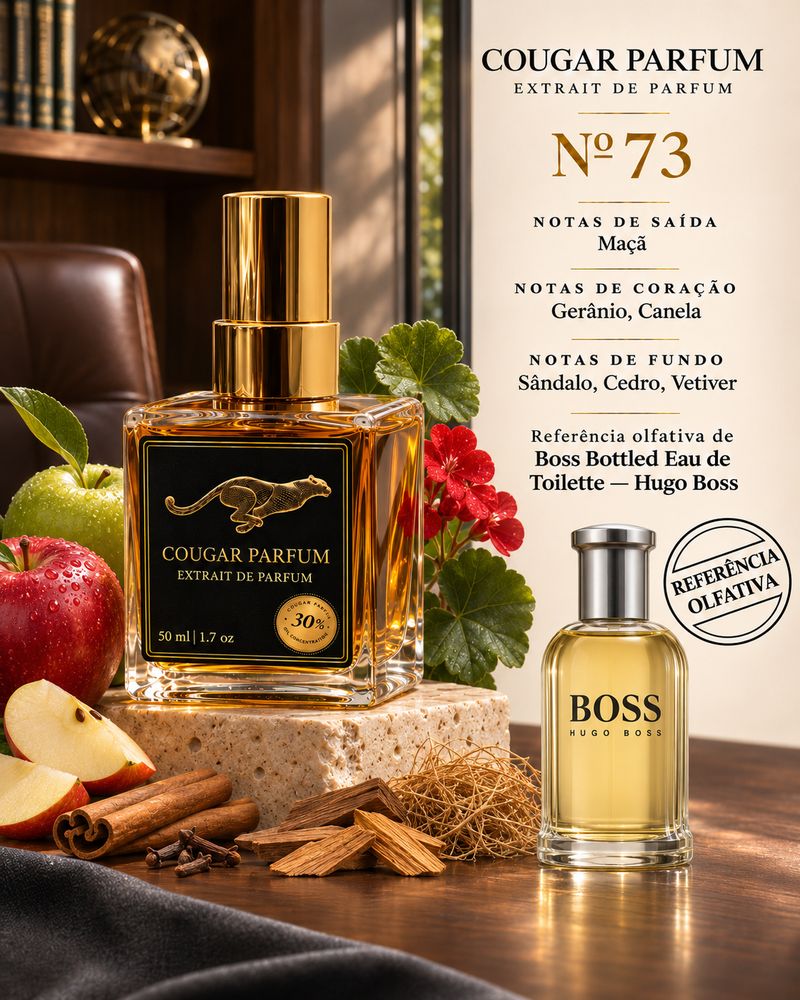 COUGAR PARFUM
EXTRAIT DE PARFUM
Nº 73
NOTAS DE SAÍDA
Maçã
NOTAS DE CORAÇÃO
Gerânio, Canela
NOTAS DE FUNDO
Sândalo, Cedro, Vetiver
Referência olfativa de
Boss Bottled Eau de
Toilette — Hugo Boss
REFERÊNCIA
OLFATIVA
COUGAR PARFUM
EXTRAIT DE PARFUM
COUGAR PARFUM
30%
50 ml | 1.7 oz
BOSS
HUGO BOSS